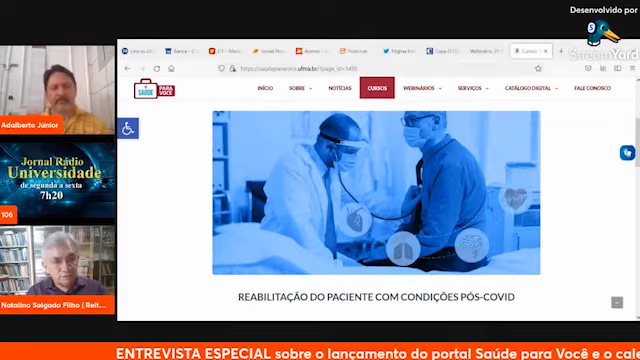 Desenvolvido por
StreamYard
https://saudeparavoce.ufma.br/?page_id=1495
SAÚDE
PARA
VOCÊ
INÍCIO
SOBRE
NOTÍCIAS
CURSOS
WEBINÁRIOS
SERVIÇOS
CATÁLOGO DIGITAL
FALE CONOSCO
Adalberto Júnior
Jornal Rádio
Universidade
de segunda a sexta
7h20
106
Natalino Salgado Filho | Reit...
REABILITAÇÃO DO PACIENTE COM CONDIÇÕES PÓS-COVID
ENTREVISTA ESPECIAL sobre o lançamento do portal Saúde para Você e o cale